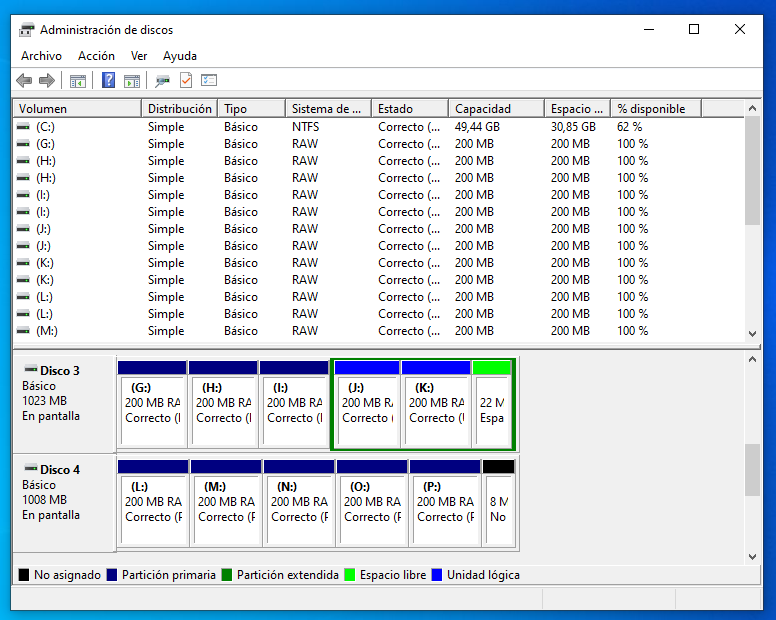 Administración de discos
Archivo Acción Ver Ayuda
Volumen Distribución Tipo Sistema de ... Estado Capacidad Espacio ... % disponible
(C:) Simple Básico NTFS Correcto (... 49,44 GB 30,85 GB 62 %
(G:) Simple Básico RAW Correcto (... 200 MB 200 MB 100 %
(H:) Simple Básico RAW Correcto (... 200 MB 200 MB 100 %
(H:) Simple Básico RAW Correcto (... 200 MB 200 MB 100 %
(I:) Simple Básico RAW Correcto (... 200 MB 200 MB 100 %
(I:) Simple Básico RAW Correcto (... 200 MB 200 MB 100 %
(J:) Simple Básico RAW Correcto (... 200 MB 200 MB 100 %
(J:) Simple Básico RAW Correcto (... 200 MB 200 MB 100 %
(K:) Simple Básico RAW Correcto (... 200 MB 200 MB 100 %
(K:) Simple Básico RAW Correcto (... 200 MB 200 MB 100 %
(L:) Simple Básico RAW Correcto (... 200 MB 200 MB 100 %
(L:) Simple Básico RAW Correcto (... 200 MB 200 MB 100 %
(M:) Simple Básico RAW Correcto (... 200 MB 200 MB 100 %
Disco 3
Básico
1023 MB
En pantalla
(G:) (H:) (I:) (J:) (K:)
200 MB RA 200 MB RA 200 MB RA 200 MB RA 200 MB RA 22 M
Correcto (I Correcto (I Correcto (I Correcto ( Correcto (U Espa
Disco 4
Básico
1008 MB
En pantalla
(L:) (M:) (N:) (O:) (P:)
200 MB RA 200 MB RA 200 MB RA 200 MB RA 200 MB RA 8 M
Correcto (P Correcto (P Correcto (P Correcto (P Correcto (P No
No asignado Partición primaria Partición extendida Espacio libre Unidad lógica